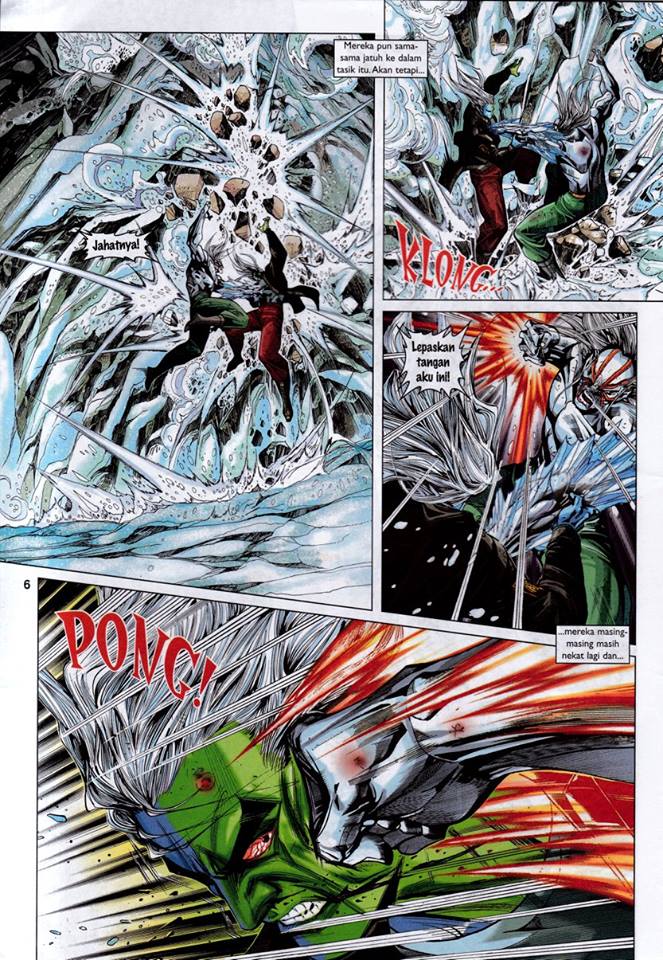 Mereka pun sama-
sama jatuh ke dalam
tasik itu. Akan tetapi...
Jahatnya!
KLONG...
Lepaskan
tangan
aku ini!
6
...mereka masing-
masing masih
nekat lagi dan...
PONG!